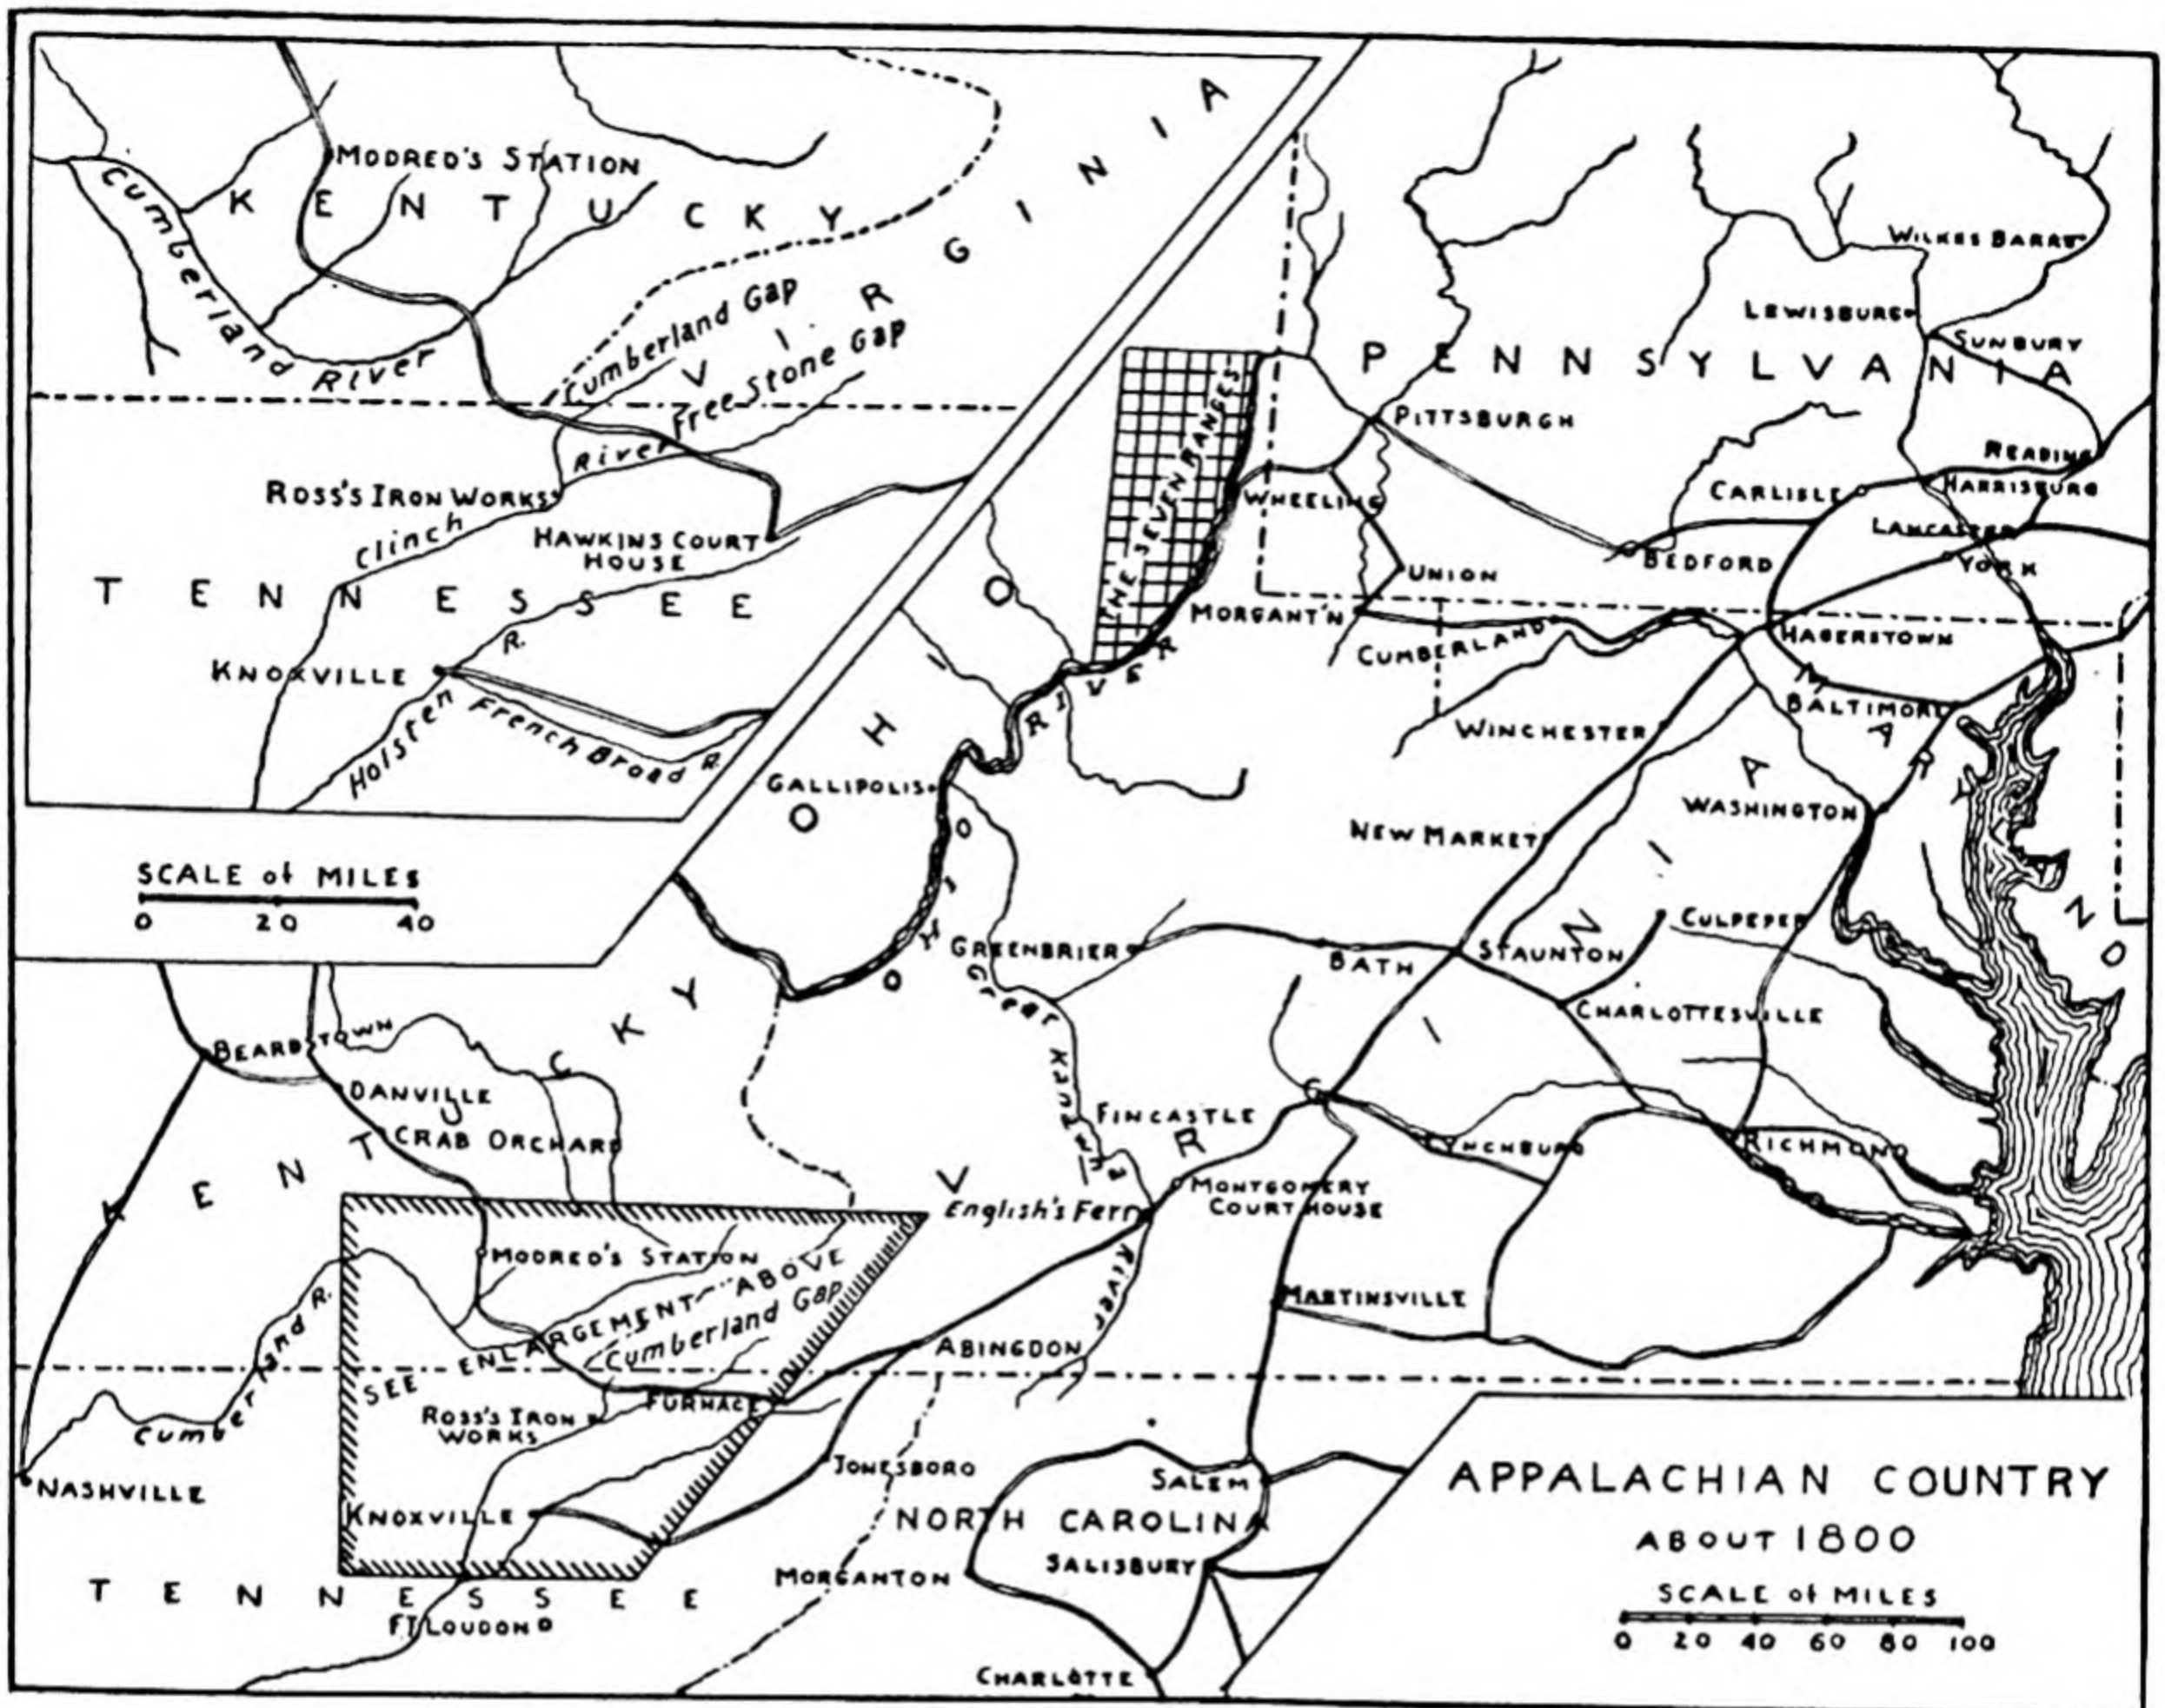 MODRED'S STATION
KENTUCKY
VIRGINIA
Cumberland River
Cumberland Gap
Free Stone Gap
River
ROSS'S IRON WORKS
Clinch
HAWKINS COURT
HOUSE
TENNESSEE
R.
KNOXVILLE
Holsten
French Broad R.
SCALE of MILES
0 20 40
WILKES BARRE
LEWISBURG
SUNBURY
PENNSYLVANIA
PITTSBURGH
READING
THE SEVEN RANGES
WHEELING
CARLISLE
HARRISBURG
LANCASTER
BEDFORD
YORK
UNION
MORGANT'N
CUMBERLAND
HAGERSTOWN
OHIO
OHIO RIVER
BALTIMORE
MARYLAND
WINCHESTER
GALLIPOLIS
WASHINGTON
NEW MARKET
CULPEPER
GREENBRIER
BATH
STAUNTON
CHARLOTTESVILLE
Great Kanawha
River
VIRGINIA
KENTUCKY
BEARDSTOWN
DANVILLE
CRAB ORCHARD
FINCASTLE
LYNCHBURG
RICHMOND
MONTGOMERY
COURT HOUSE
English's Ferry
MODRED'S STATION
SEE ENLARGEMENT ABOVE
Cumberland Gap
Cumberland R.
MARTINSVILLE
ABINGDON
FURNACE
ROSS'S IRON
WORKS
JONESBORO
NASHVILLE
KNOXVILLE
SALEM
NORTH CAROLINA
SALISBURY
MORGANTON
TENNESSEE
FT LOUDON
CHARLOTTE
APPALACHIAN COUNTRY
ABOUT 1800
SCALE of MILES
0 20 40 60 80 100